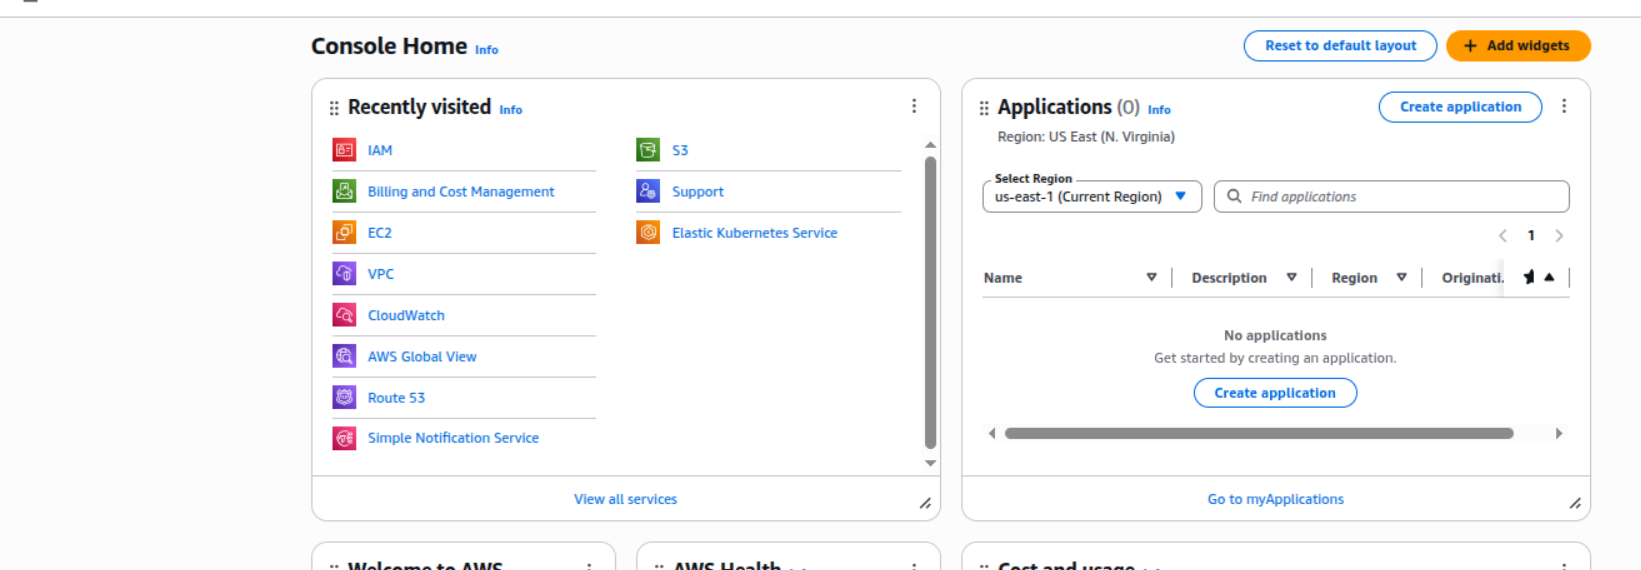 Console Home Info
Reset to default layout
+ Add widgets
Recently visited Info
IAM
Billing and Cost Management
EC2
VPC
CloudWatch
AWS Global View
Route 53
Simple Notification Service
S3
Support
Elastic Kubernetes Service
View all services
Applications (0) Info
Create application
Region: US East (N. Virginia)
Select Region
us-east-1 (Current Region)
Find applications
1
Name Description Region Originati.
No applications
Get started by creating an application.
Create application
Go to myApplications
Welcome to AWS
AWS Health
Cost and usage